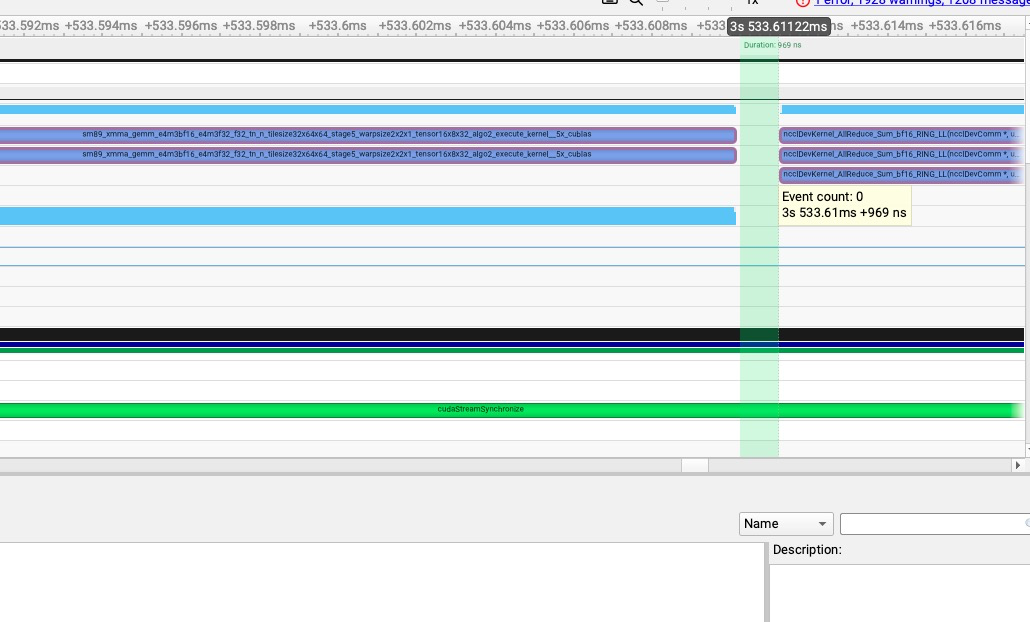 1x
1 error, 1928 warnings, 1268 message
533.592ms +533.594ms +533.596ms +533.598ms +533.6ms +533.602ms +533.604ms +533.606ms +533.608ms +533 3s 533.61122ms ms +533.614ms +533.616ms
Duration: 969 ns
sm89_xmma_gemm_e4m3bf16_e4m3f32_f32_tn_n_tilesize32x64x64_stage5_warpsize2x2x1_tensor16x8x32_algo2_execute_kernel__5x_cublas ncclDevKernel_AllReduce_Sum_bf16_RING_LL(ncclDevComm *, u...
sm89_xmma_gemm_e4m3bf16_e4m3f32_f32_tn_n_tilesize32x64x64_stage5_warpsize2x2x1_tensor16x8x32_algo2_execute_kernel__5x_cublas ncclDevKernel_AllReduce_Sum_bf16_RING_LL(ncclDevComm *, u...
ncclDevKernel_AllReduce_Sum_bf16_RING_LL(ncclDevComm *, u...
Event count: 0
3s 533.61ms +969 ns
cudaStreamSynchronize
Name
Description: